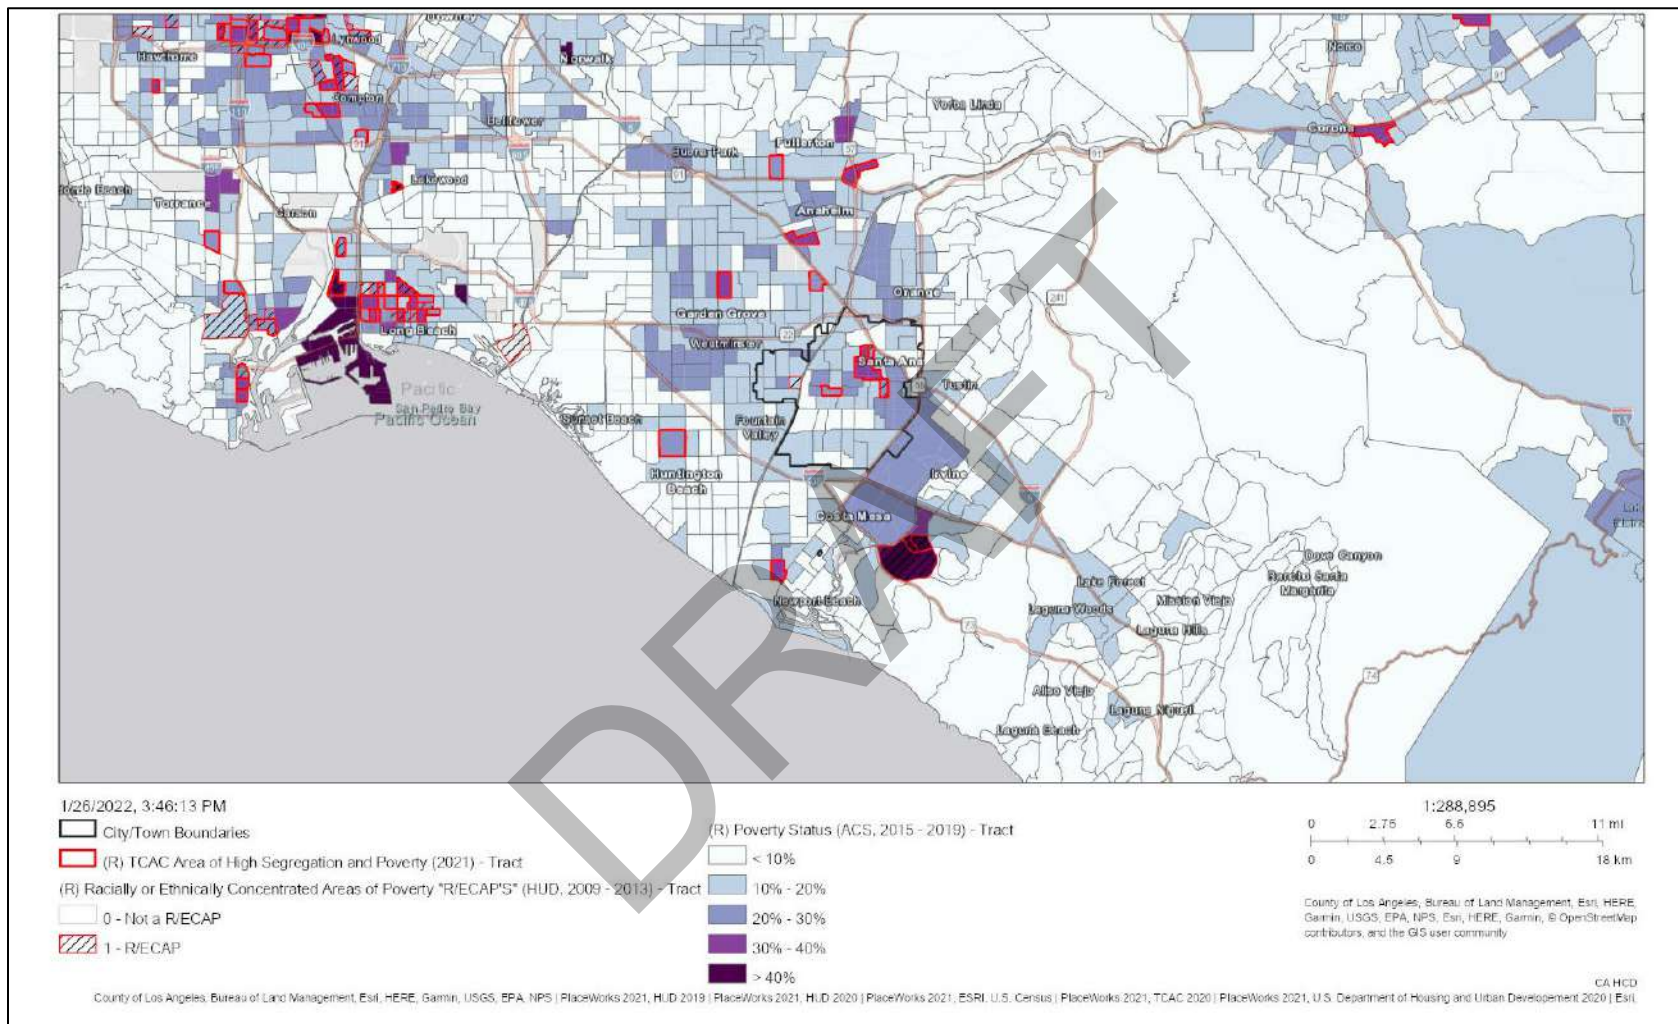 Downey
Lynwood
Hawthorne
Norwalk
Norco
Compton
Yorba Linda
Bellflower
Corona
Buena Park
Fullerton
Lakewood
Torrance
Carson
Anaheim
Orange
Garden Grove
Long Beach
Westminster
Santa Ana
Tustin
Pacific
San Pedro Bay
Pacific Ocean
Sunset Beach
Fountain
Valley
Huntington
Beach
Irvine
Costa Mesa
Dove Canyon
Lake Forest
Rancho Santa
Margarita
Newport Beach
Laguna Woods
Mission Viejo
Laguna Hills
Aliso Viejo
Laguna Niguel
Laguna Beach
91
57
22
241
55
73
74
15
DRAFT
1/26/2022, 3:46:13 PM
City/Town Boundaries
(R) TCAC Area of High Segregation and Poverty (2021) - Tract
(R) Racially or Ethnically Concentrated Areas of Poverty "R/ECAP'S" (HUD, 2009 - 2013) - Tract
0 - Not a R/ECAP
1 - R/ECAP
(R) Poverty Status (ACS, 2015 - 2019) - Tract
< 10%
10% - 20%
20% - 30%
30% - 40%
> 40%
1:288,895
0 2.75 5.5 11 mi
0 4.5 9 18 km
County of Los Angeles, Bureau of Land Management, Esri, HERE,
Garmin, USGS, EPA, NPS, Esri, HERE, Garmin, © OpenStreetMap
contributors, and the GIS user community
CA HCD
County of Los Angeles, Bureau of Land Management, Esri, HERE, Garmin, USGS, EPA, NPS | PlaceWorks 2021, HUD 2019 | PlaceWorks 2021, HUD 2020 | PlaceWorks 2021, ESRI, U.S. Census | PlaceWorks 2021, TCAC 2020 | PlaceWorks 2021, U.S. Department of Housing and Urban Developement 2020 | Esri,